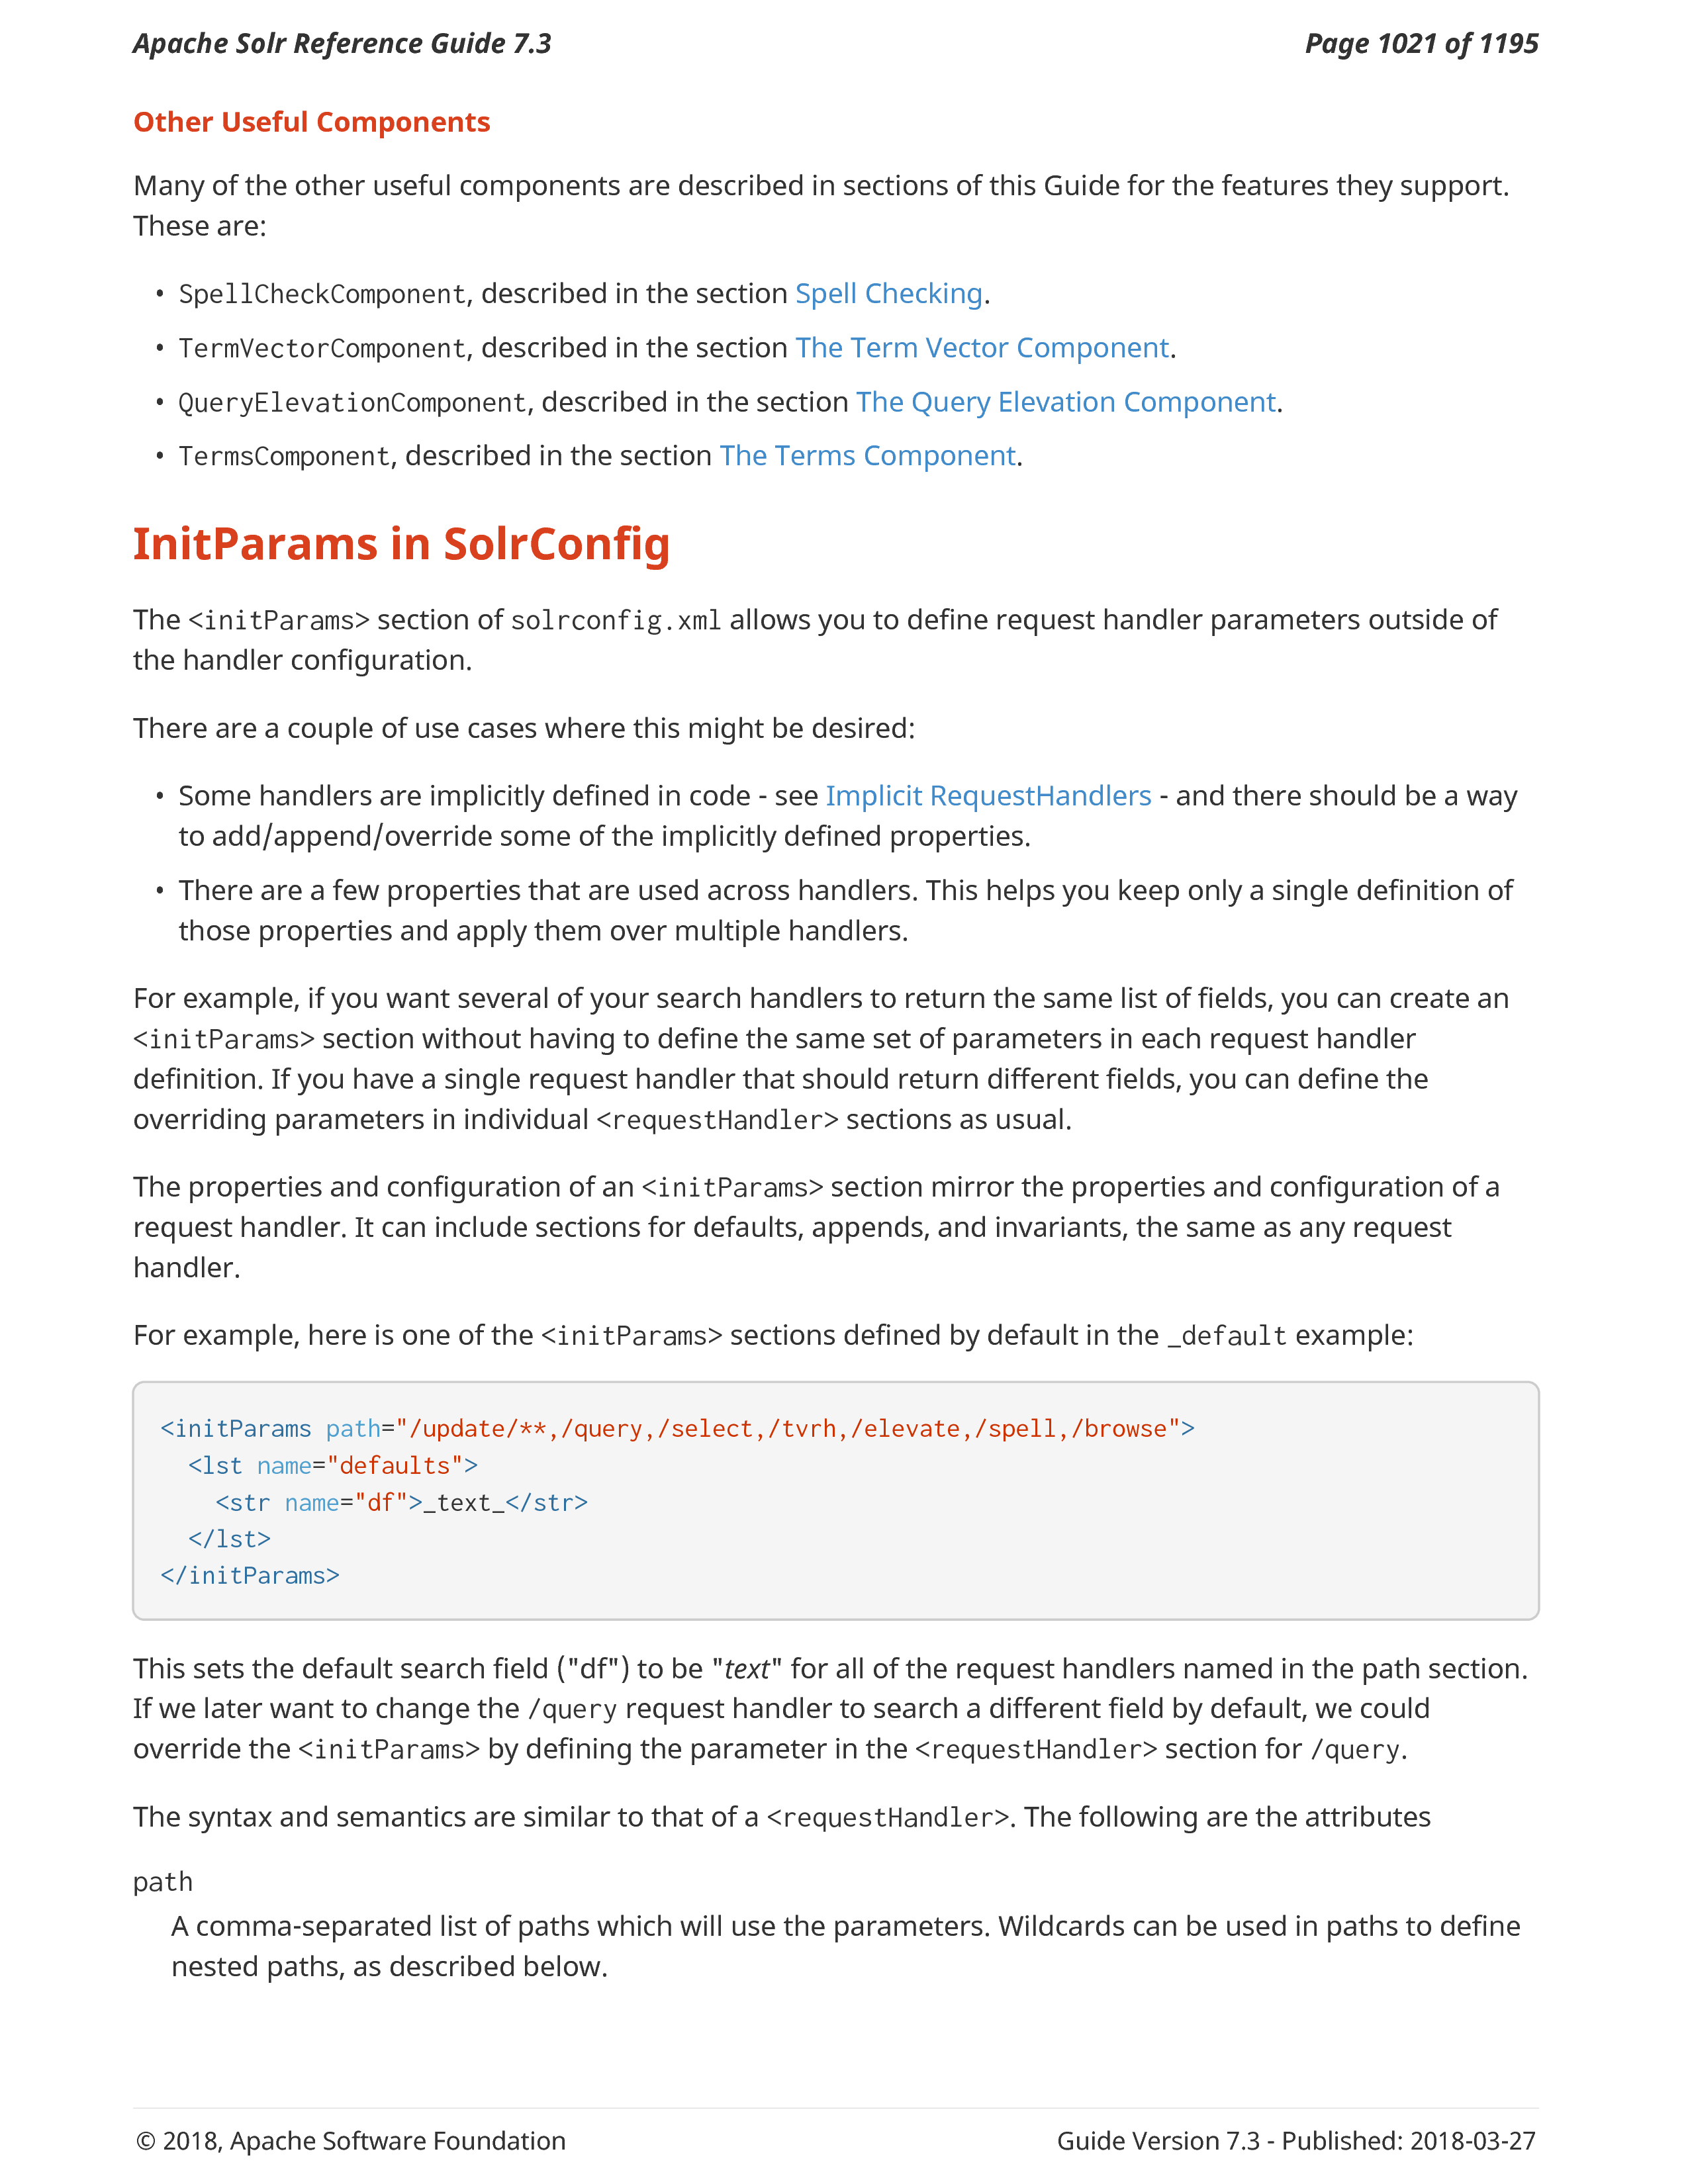 Apache Solr Reference Guide 7.3
Page 1021 of 1195
Other Useful Components
Many of the other useful components are described in sections of this Guide for the features they support.
These are:
• SpellCheckComponent, described in the section Spell Checking.
• TermVectorComponent, described in the section The Term Vector Component.
• QueryElevationComponent, described in the section The Query Elevation Component.
• TermsComponent, described in the section The Terms Component.
InitParams in SolrConfig
The <initParams> section of solrconfig.xml allows you to define request handler parameters outside of
the handler configuration.
There are a couple of use cases where this might be desired:
• Some handlers are implicitly defined in code - see Implicit RequestHandlers - and there should be a way
to add/append/override some of the implicitly defined properties.
• There are a few properties that are used across handlers. This helps you keep only a single definition of
those properties and apply them over multiple handlers.
For example, if you want several of your search handlers to return the same list of fields, you can create an
<initParams> section without having to define the same set of parameters in each request handler
definition. If you have a single request handler that should return different fields, you can define the
overriding parameters in individual <requestHandler> sections as usual.
The properties and configuration of an <initParams> section mirror the properties and configuration of a
request handler. It can include sections for defaults, appends, and invariants, the same as any request
handler.
For example, here is one of the <initParams> sections defined by default in the _default example:
<initParams path="/update/**,/query,/select,/tvrh,/elevate,/spell,/browse">
  <lst name="defaults">
    <str name="df">_text_</str>
  </lst>
</initParams>
This sets the default search field ("df") to be "text" for all of the request handlers named in the path section.
If we later want to change the /query request handler to search a different field by default, we could
override the <initParams> by defining the parameter in the <requestHandler> section for /query.
The syntax and semantics are similar to that of a <requestHandler>. The following are the attributes
path
A comma-separated list of paths which will use the parameters. Wildcards can be used in paths to define
nested paths, as described below.
© 2018, Apache Software Foundation
Guide Version 7.3 - Published: 2018-03-27